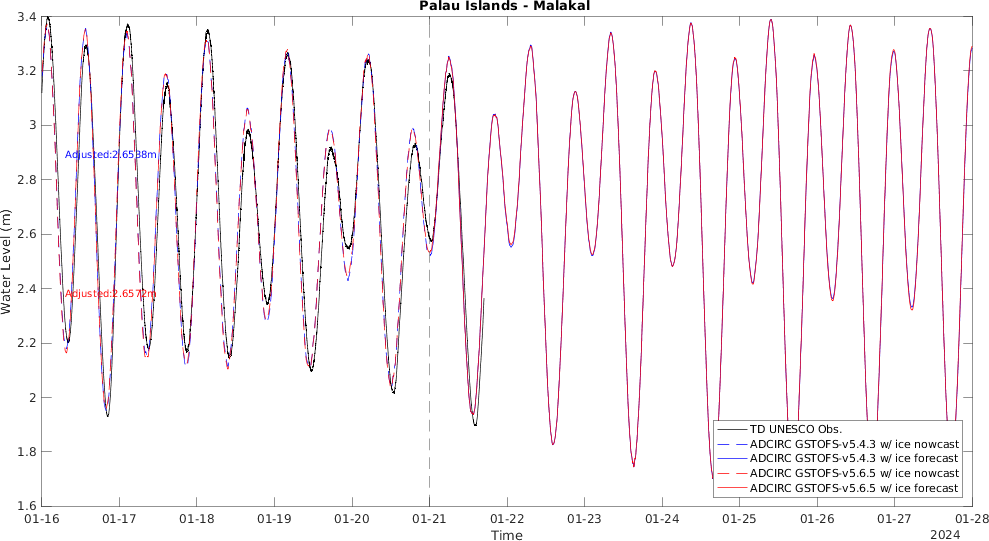 Palau Islands - Malakal
3.4
3.2
3
2.8
2.6
2.4
2.2
2
1.8
1.6
Water Level (m)
Adjusted:2.6538m
Adjusted:2.6572m
TD UNESCO Obs.
ADCIRC GSTOFS-v5.4.3 w/ ice nowcast
ADCIRC GSTOFS-v5.4.3 w/ ice forecast
ADCIRC GSTOFS-v5.6.5 w/ ice nowcast
ADCIRC GSTOFS-v5.6.5 w/ ice forecast
01-16 01-17 01-18 01-19 01-20 01-21 01-22 01-23 01-24 01-25 01-26 01-27 01-28
Time
2024